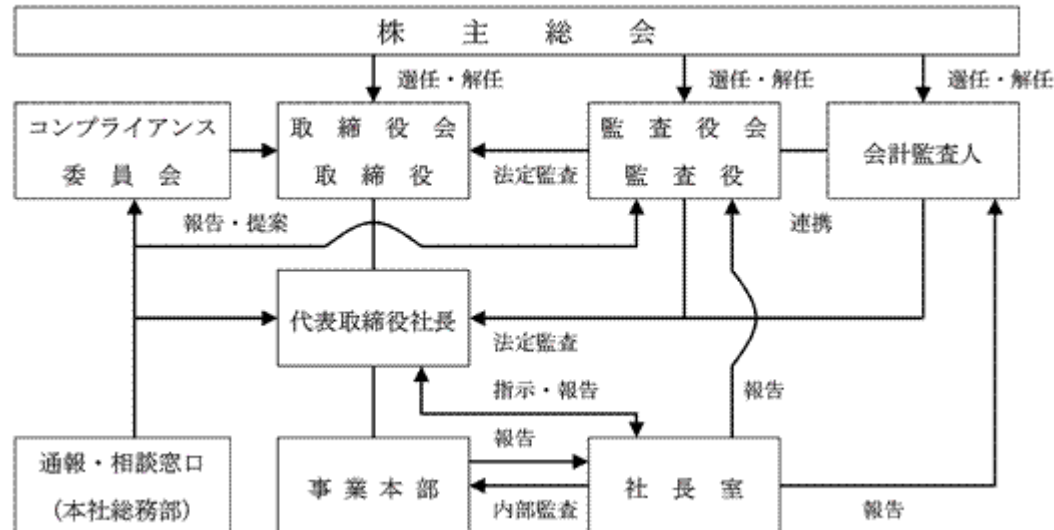 株主総会
選任・解任
選任・解任
選任・解任
コンプライアンス
委員会
取締役会
取締役
法定監査
監査役会
監査役
会計監査人
報告・提案
連携
代表取締役社長
法定監査
指示・報告
報告
報告
通報・相談窓口
(本社総務部)
事業本部
内部監査
社長室
報告